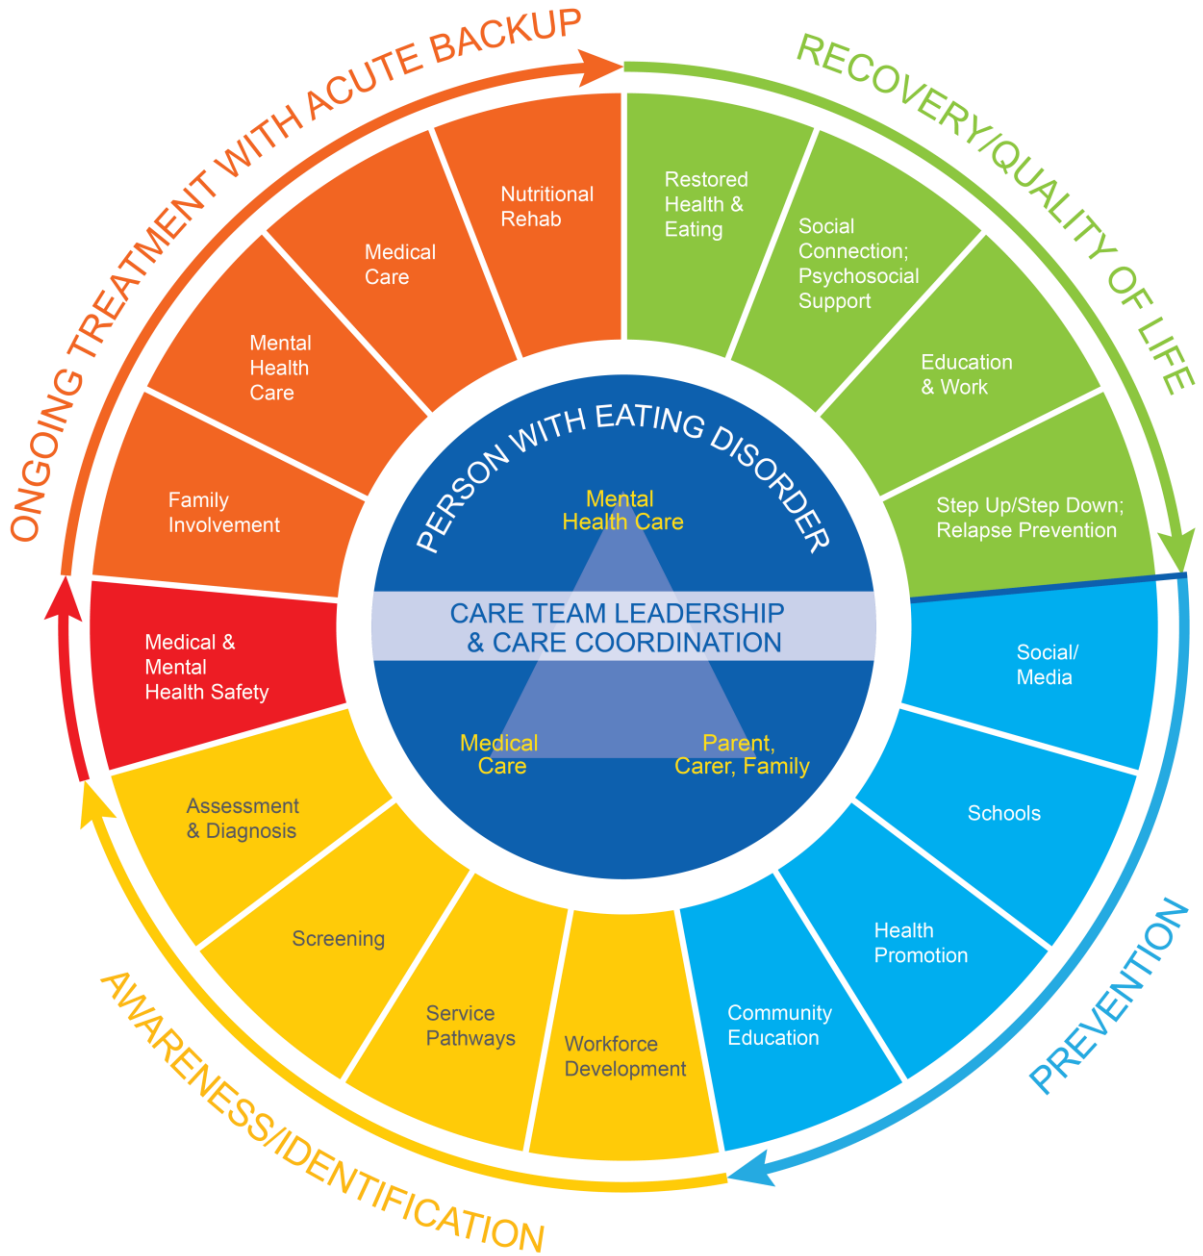 ONGOING TREATMENT WITH ACUTE BACKUP
RECOVERY/QUALITY OF LIFE
PREVENTION
AWARENESS/IDENTIFICATION
Restored
Health &
Eating
Social
Connection;
Psychosocial
Support
Education
& Work
Step Up/Step Down;
Relapse Prevention
Social/
Media
Schools
Health
Promotion
Community
Education
Workforce
Development
Service
Pathways
Screening
Assessment
& Diagnosis
Medical &
Mental
Health Safety
Family
Involvement
Mental
Health
Care
Medical
Care
Nutritional
Rehab
PERSON WITH EATING DISORDER
Mental
Health Care
CARE TEAM LEADERSHIP
& CARE COORDINATION
Medical
Care
Parent,
Carer, Family